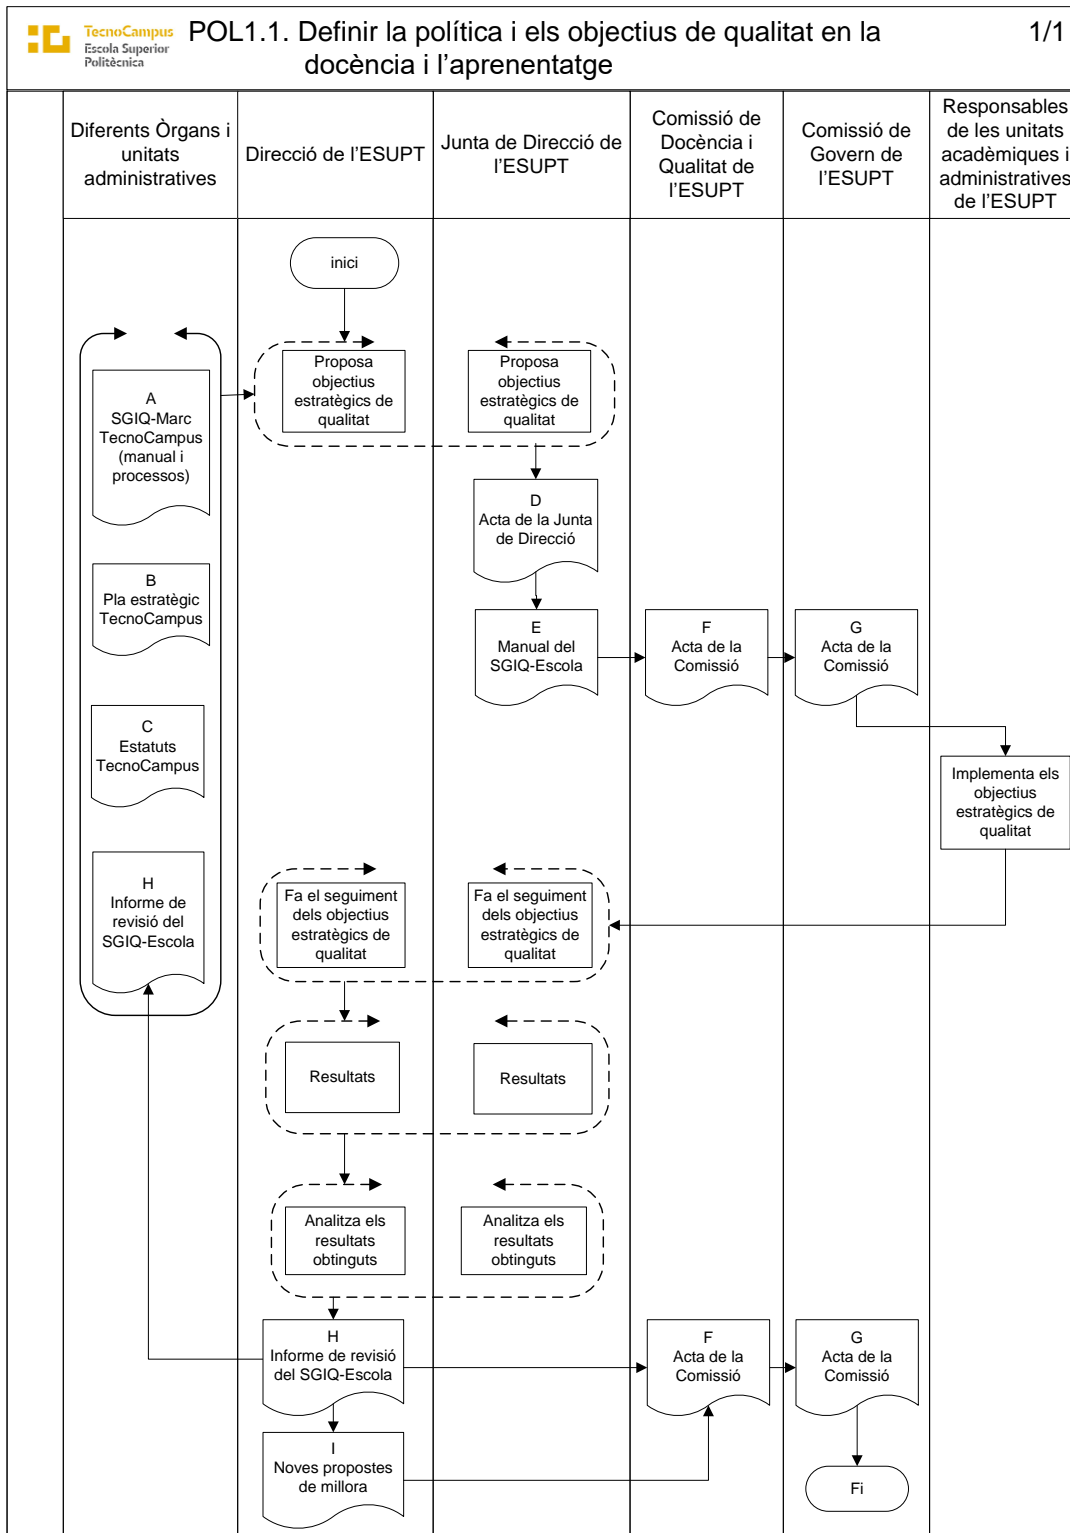 TecnoCampus
Escola Superior
Politècnica
POL1.1. Definir la política i els objectius de qualitat en la
docència i l’aprenentatge
1/1
Diferents Òrgans i
unitats
administratives
Direcció de l’ESUPT
Junta de Direcció de
l’ESUPT
Comissió de
Docència i
Qualitat de
l’ESUPT
Comissió de
Govern de
l’ESUPT
Responsables
de les unitats
acadèmiques i
administratives
de l’ESUPT
inici
Proposa
objectius
estratègics de
qualitat
Proposa
objectius
estratègics de
qualitat
A
SGIQ-Marc
TecnoCampus
(manual i
processos)
D
Acta de la Junta
de Direcció
B
Pla estratègic
TecnoCampus
E
Manual del
SGIQ-Escola
F
Acta de la
Comissió
G
Acta de la
Comissió
C
Estatuts
TecnoCampus
Implementa els
objectius
estratègics de
qualitat
H
Informe de
revisió del
SGIQ-Escola
Fa el seguiment
dels objectius
estratègics de
qualitat
Fa el seguiment
dels objectius
estratègics de
qualitat
Resultats
Resultats
Analitza els
resultats
obtinguts
Analitza els
resultats
obtinguts
H
Informe de revisió
del SGIQ-Escola
F
Acta de la
Comissió
G
Acta de la
Comissió
I
Noves propostes
de millora
Fi